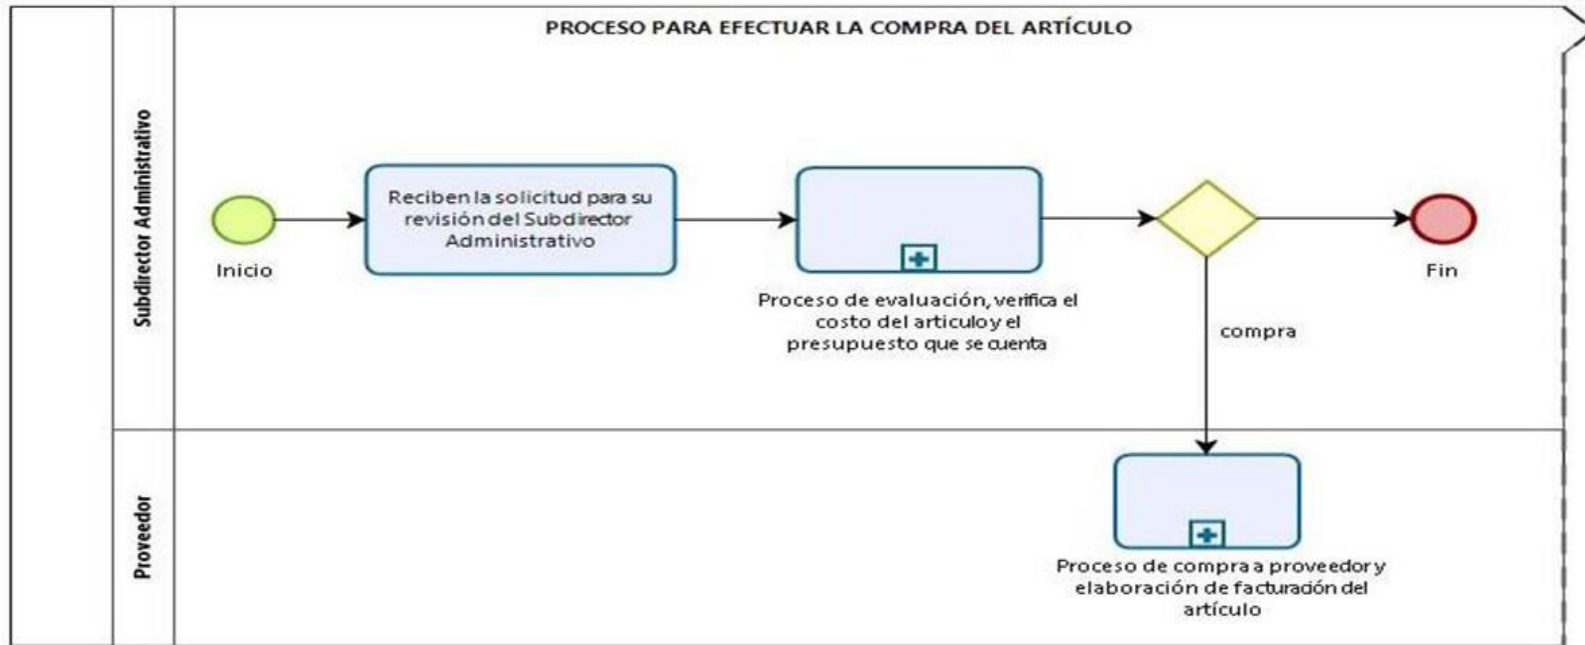 PROCESO PARA EFECTUAR LA COMPRA DEL ARTÍCULO
Subdirector Administrativo
Inicio
Reciben la solicitud para su
revisión del Subdirector
Administrativo
Proceso de evaluación, verifica el
costo del articulo y el
presupuesto que se cuenta
compra
Fin
Proveedor
Proceso de compra a proveedor y
elaboración de facturación del
artículo